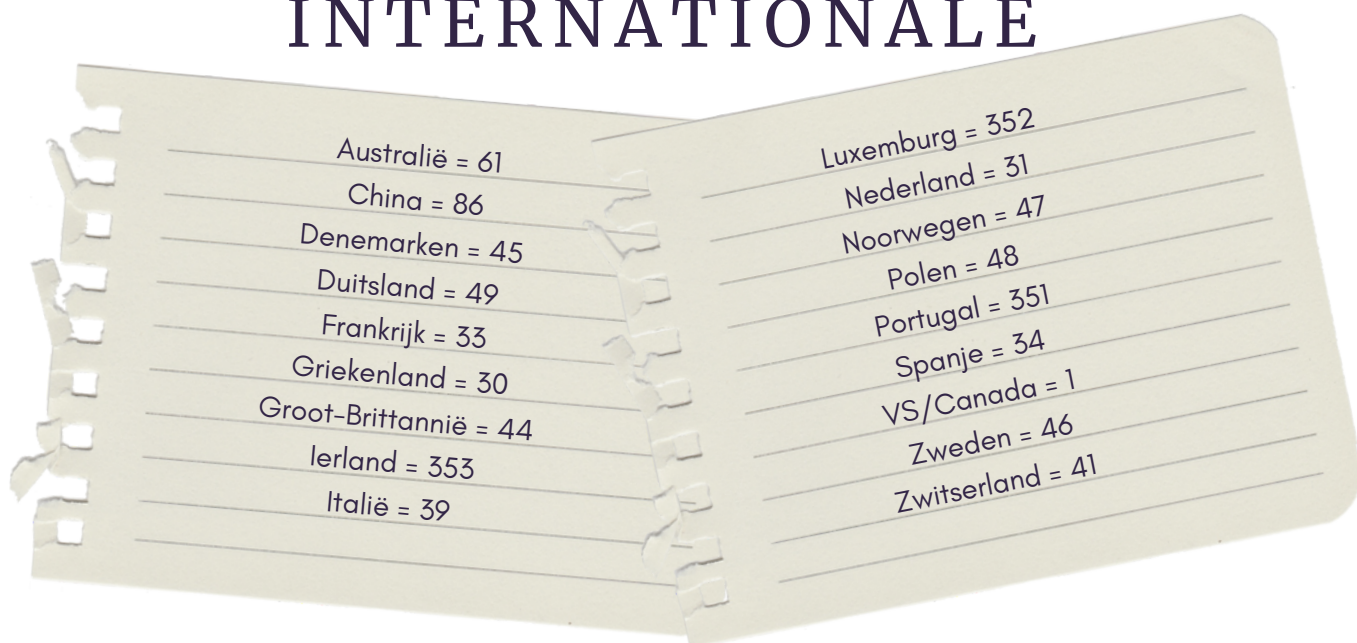 INTERNATIONALE
Australië = 61
China = 86
Denemarken = 45
Duitsland = 49
Frankrijk = 33
Griekenland = 30
Groot-Brittannië = 44
Ierland = 353
Italië = 39
Luxemburg = 352
Nederland = 31
Noorwegen = 47
Polen = 48
Portugal = 351
Spanje = 34
VS/Canada = 1
Zweden = 46
Zwitserland = 41